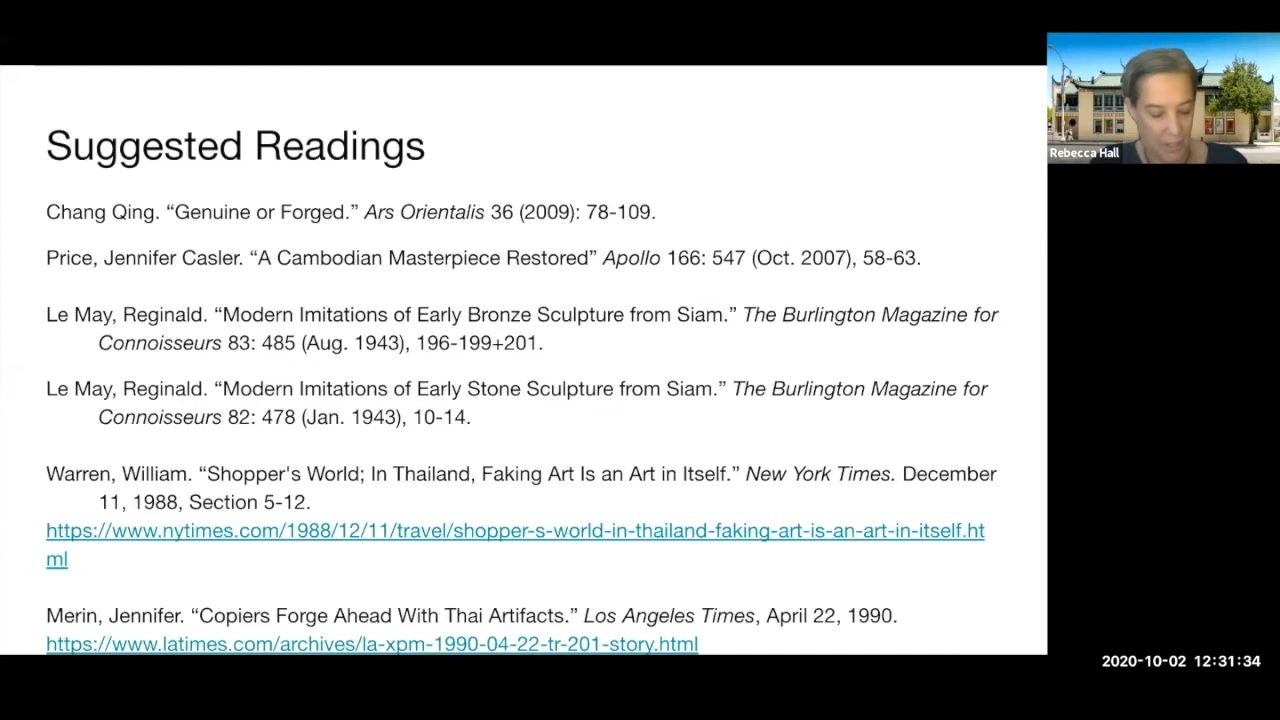 Suggested Readings
Chang Qing. “Genuine or Forged.” Ars Orientalis 36 (2009): 78-109.
Price, Jennifer Casler. “A Cambodian Masterpiece Restored” Apollo 166: 547 (Oct. 2007), 58-63.
Le May, Reginald. “Modern Imitations of Early Bronze Sculpture from Siam.” The Burlington Magazine for
Connoisseurs 83: 485 (Aug. 1943), 196-199+201.
Le May, Reginald. “Modern Imitations of Early Stone Sculpture from Siam.” The Burlington Magazine for
Connoisseurs 82: 478 (Jan. 1943), 10-14.
Warren, William. “Shopper's World; In Thailand, Faking Art Is an Art in Itself.” New York Times. December
11, 1988, Section 5-12.
https://www.nytimes.com/1988/12/11/travel/shopper-s-world-in-thailand-faking-art-is-an-art-in-itself.ht
ml
Merin, Jennifer. “Copiers Forge Ahead With Thai Artifacts.” Los Angeles Times, April 22, 1990.
https://www.latimes.com/archives/la-xpm-1990-04-22-tr-201-story.html
Rebecca Hall
2020-10-02 12:31:34